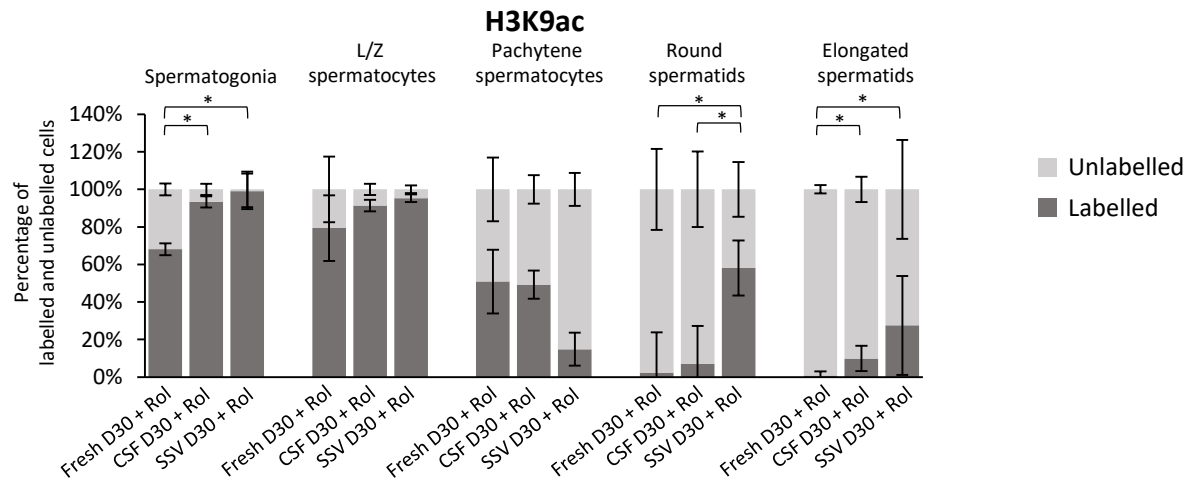 H3K9ac
Spermatogonia
L/Z
spermatocytes
Pachytene
spermatocytes
Round
spermatids
Elongated
spermatids
* * * * * *
Percentage of
labelled and unlabelled cells
140%
120%
100%
80%
60%
40%
20%
0%
Fresh D30 + Rol
CSF D30 + Rol
SSV D30 + Rol
Fresh D30 + Rol
CSF D30 + Rol
SSV D30 + Rol
Fresh D30 + Rol
CSF D30 + Rol
SSV D30 + Rol
Fresh D30 + Rol
CSF D30 + Rol
SSV D30 + Rol
Fresh D30 + Rol
CSF D30 + Rol
SSV D30 + Rol
Unlabelled
Labelled